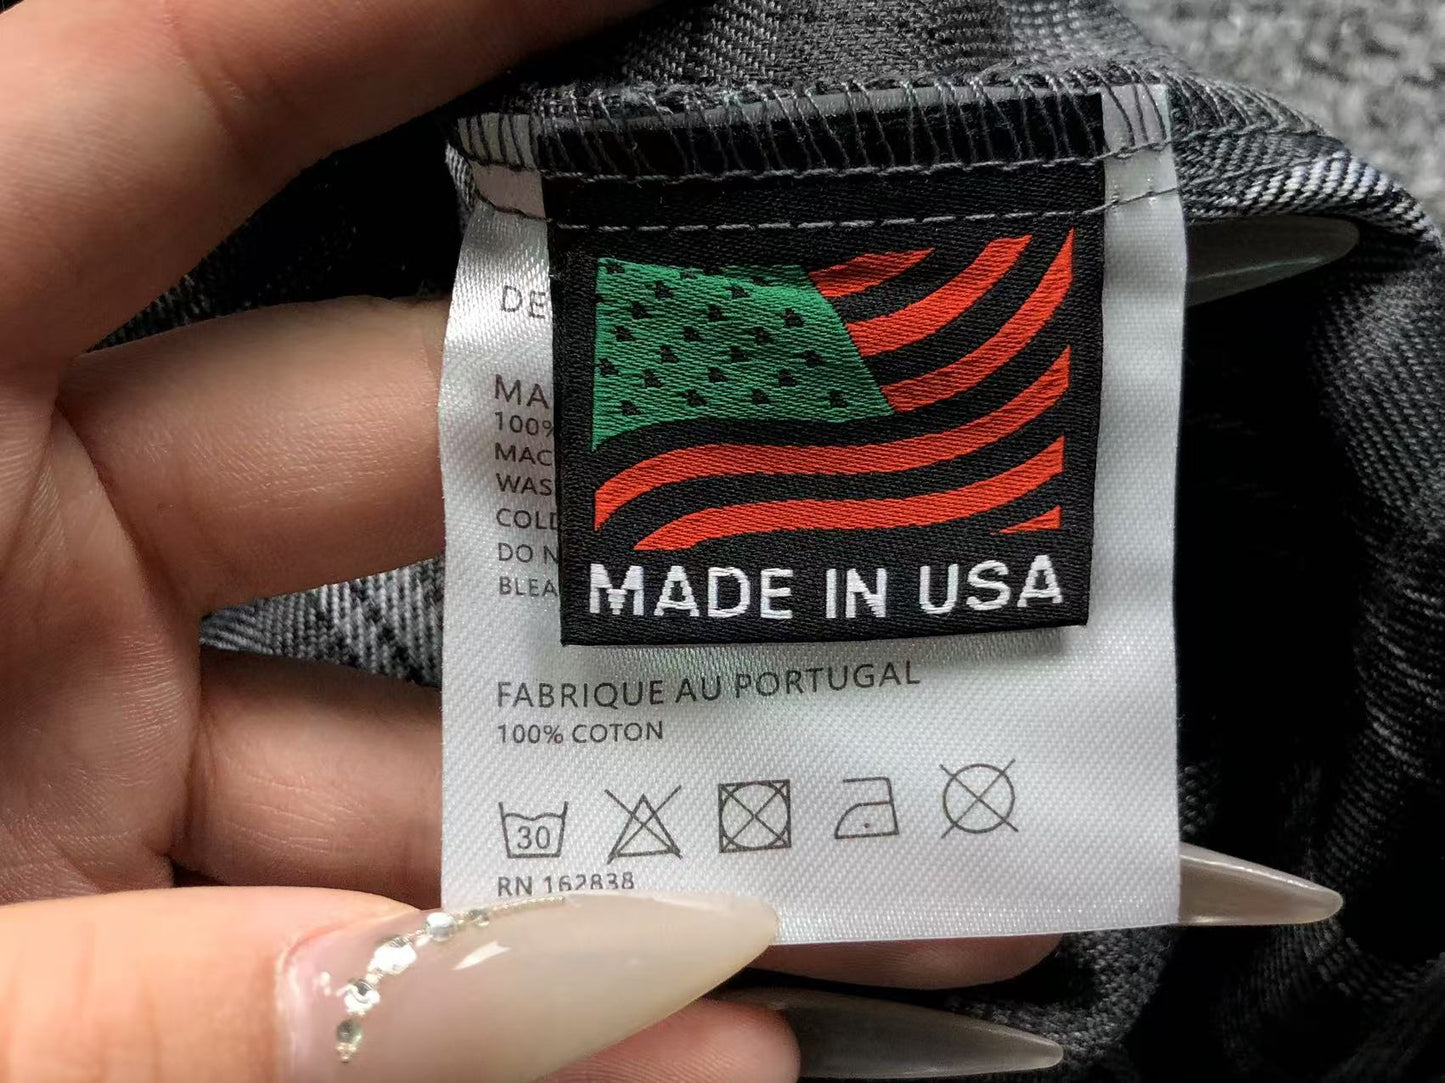 DE
MA
100%
MAC
WAS
COLD
DO N
BLEA
MADE IN USA
FABRIQUE AU PORTUGAL
100% COTON
30
RN 162838